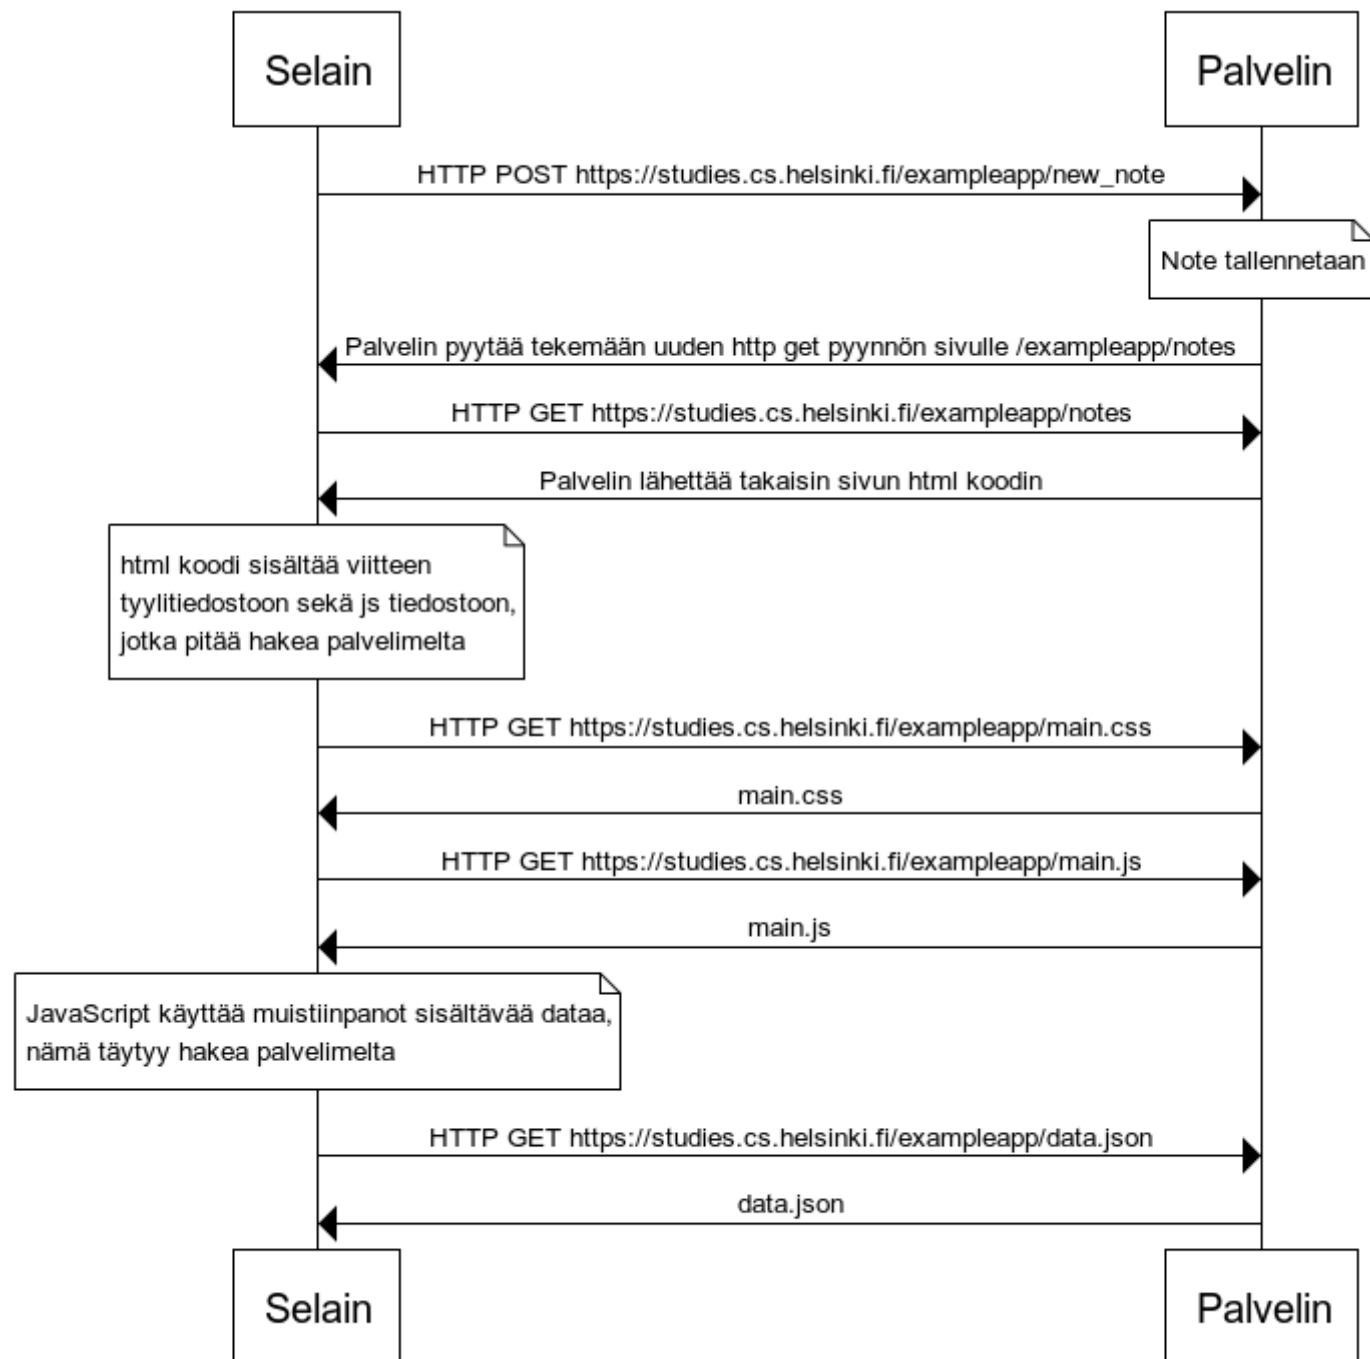 Selain
Palvelin
HTTP POST https://studies.cs.helsinki.fi/exampleapp/new_note
Note tallennetaan
Palvelin pyytää tekemään uuden http get pyynnön sivulle /exampleapp/notes
HTTP GET https://studies.cs.helsinki.fi/exampleapp/notes
Palvelin lähettää takaisin sivun html koodin
html koodi sisältää viitteen
tyylitiedostoon sekä js tiedostoon,
jotka pitää hakea palvelimelta
HTTP GET https://studies.cs.helsinki.fi/exampleapp/main.css
main.css
HTTP GET https://studies.cs.helsinki.fi/exampleapp/main.js
main.js
JavaScript käyttää muistiinpanot sisältävää dataa,
nämä täytyy hakea palvelimelta
HTTP GET https://studies.cs.helsinki.fi/exampleapp/data.json
data.json
Selain
Palvelin